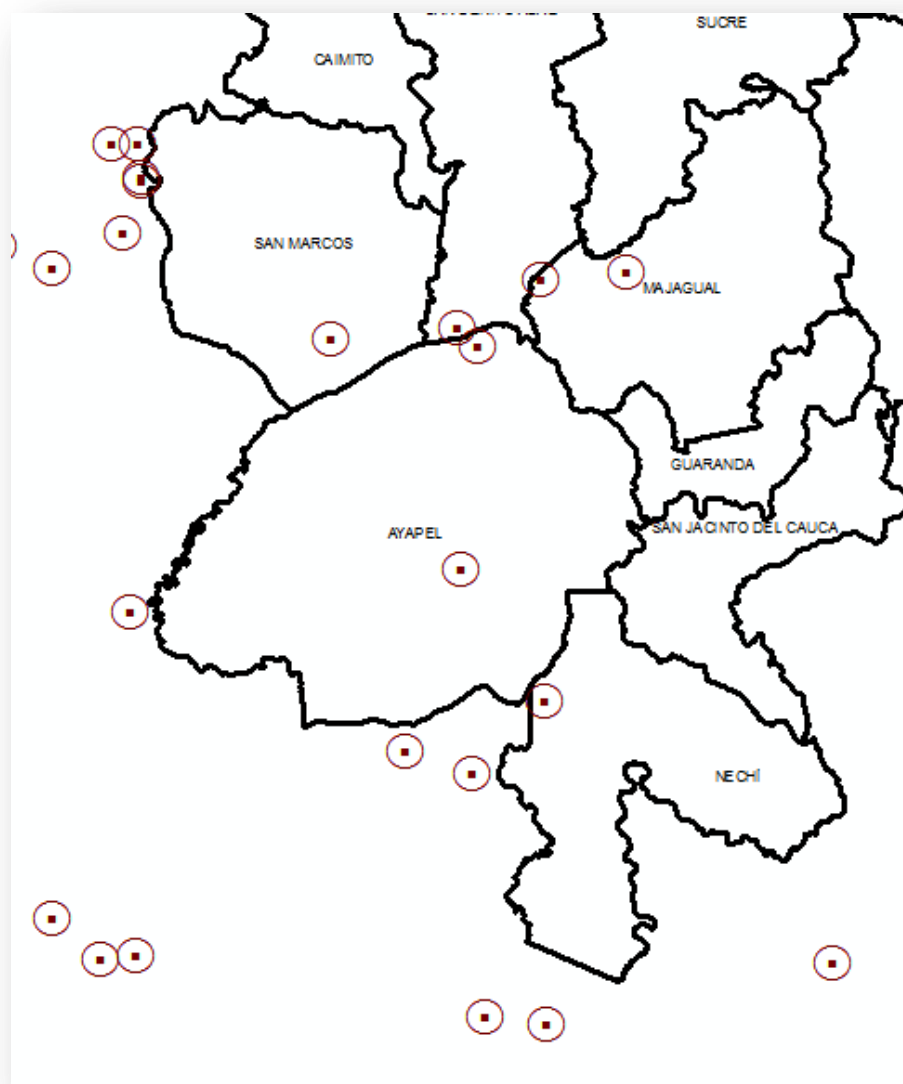 SUCRE
CAIMITO
SAN MARCOS
MAJAGUAL
GUARANDA
SAN JACINTO DEL CAUCA
AYAPEL
NECHÍ